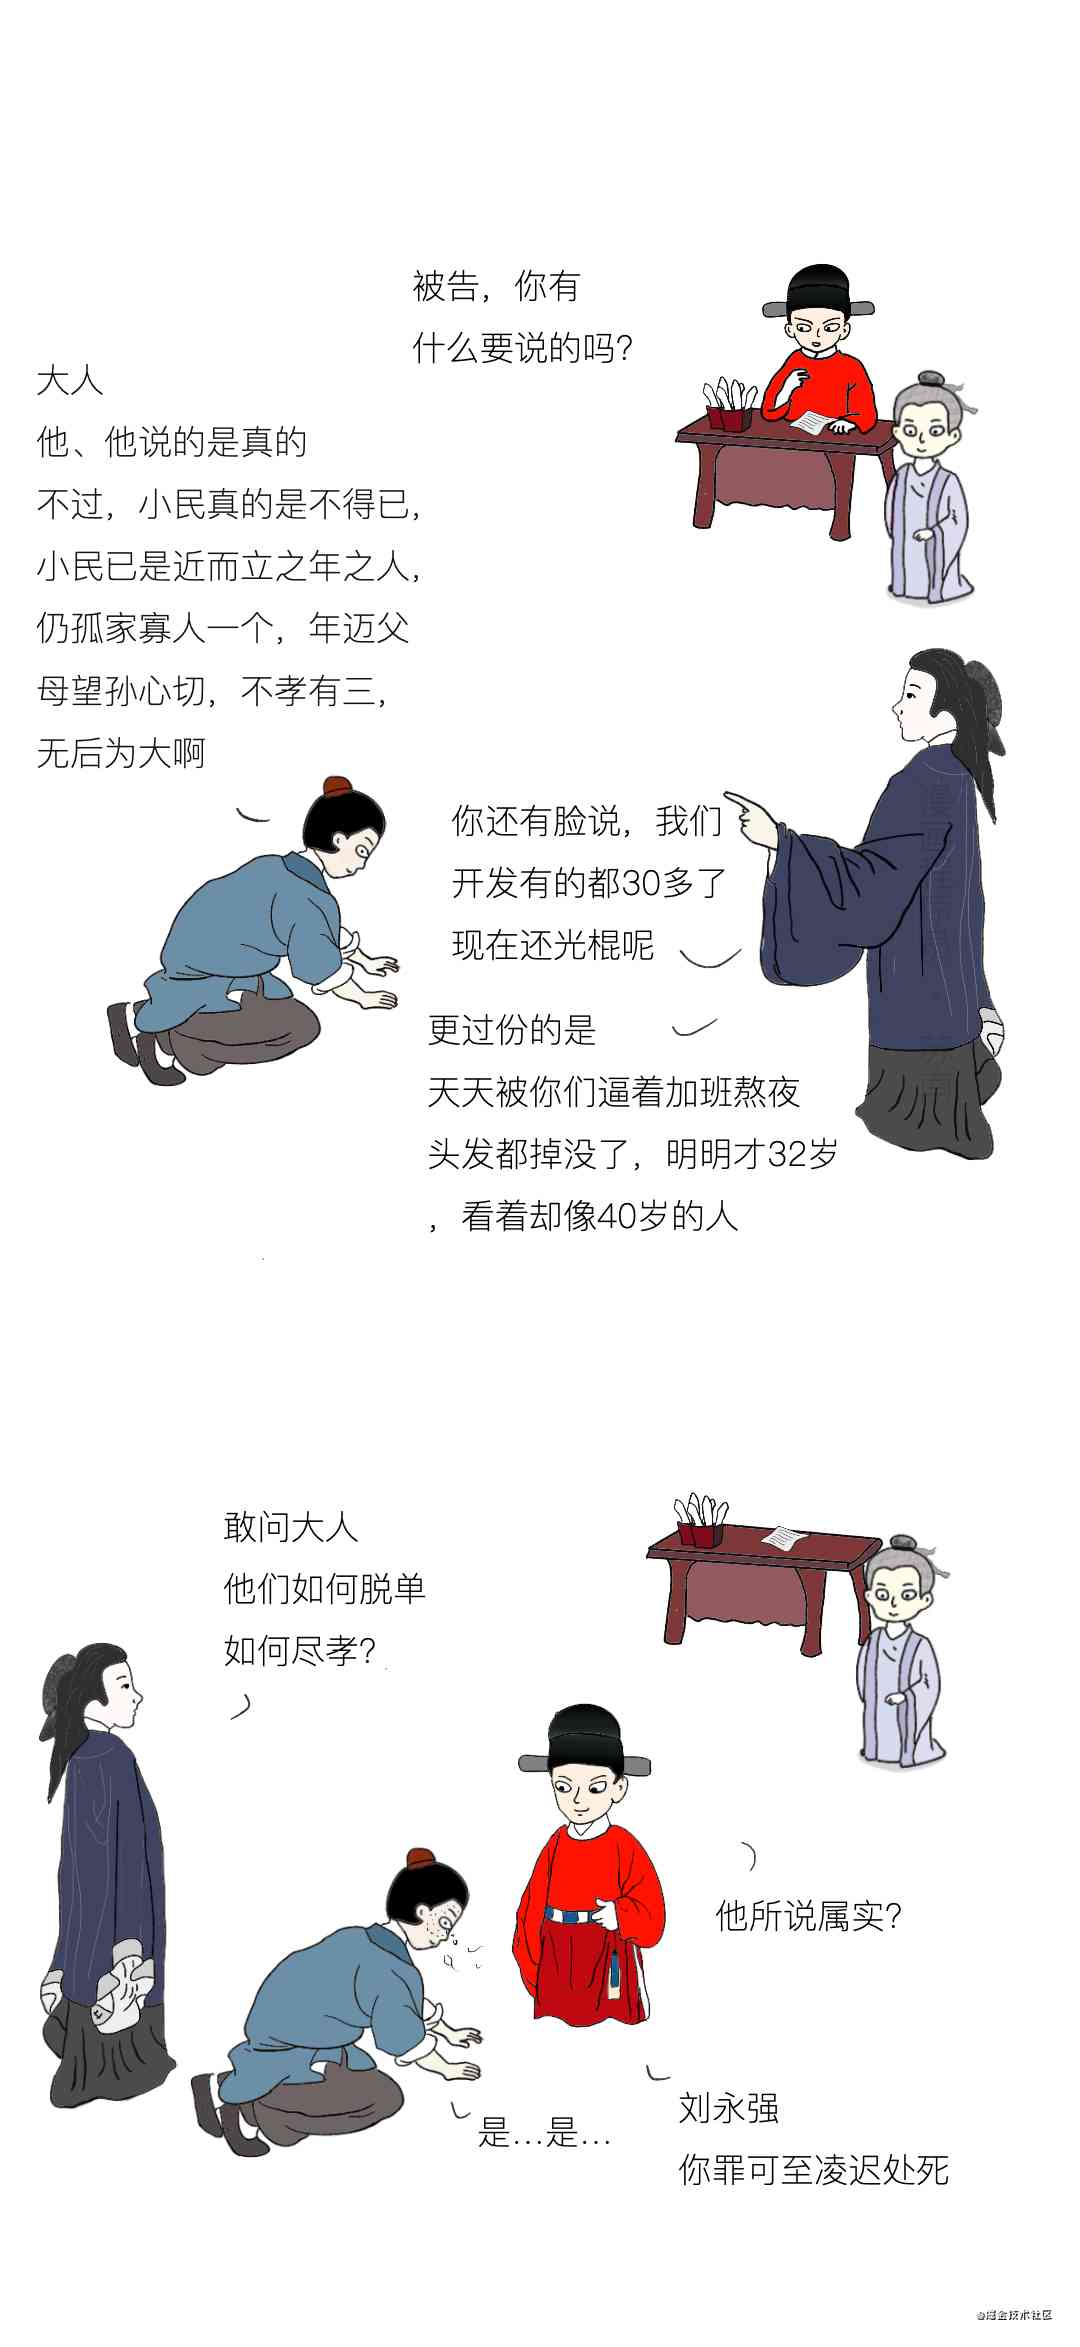 被告，你有
什么要说的吗？
大人
他、他说的是真的
不过，小民真的是不得已，
小民已是近而立之年之人，
仍孤家寡人一个，年迈父
母望孙心切，不孝有三，
无后为大啊
你还有脸说，我们
开发有的都30多了
现在还光棍呢
更过份的是
天天被你们逼着加班熬夜
头发都掉没了，明明才32岁
，看着却像40岁的人
敢问大人
他们如何脱单
如何尽孝？
他所说属实？
是...是...
刘永强
你罪可至凌迟处死
@掘金技术社区